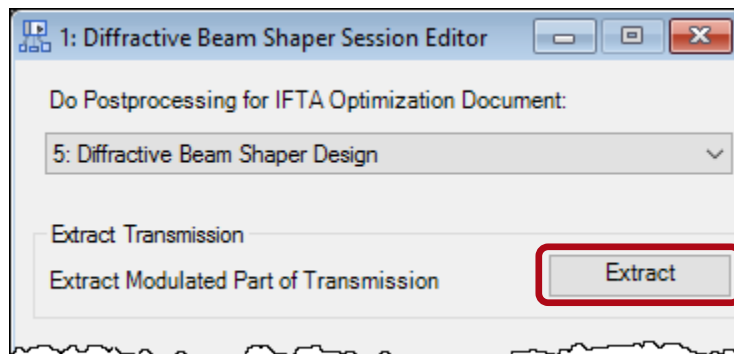 1: Diffractive Beam Shaper Session Editor
Do Postprocessing for IFTA Optimization Document:
5: Diffractive Beam Shaper Design
Extract Transmission
Extract Modulated Part of Transmission
Extract